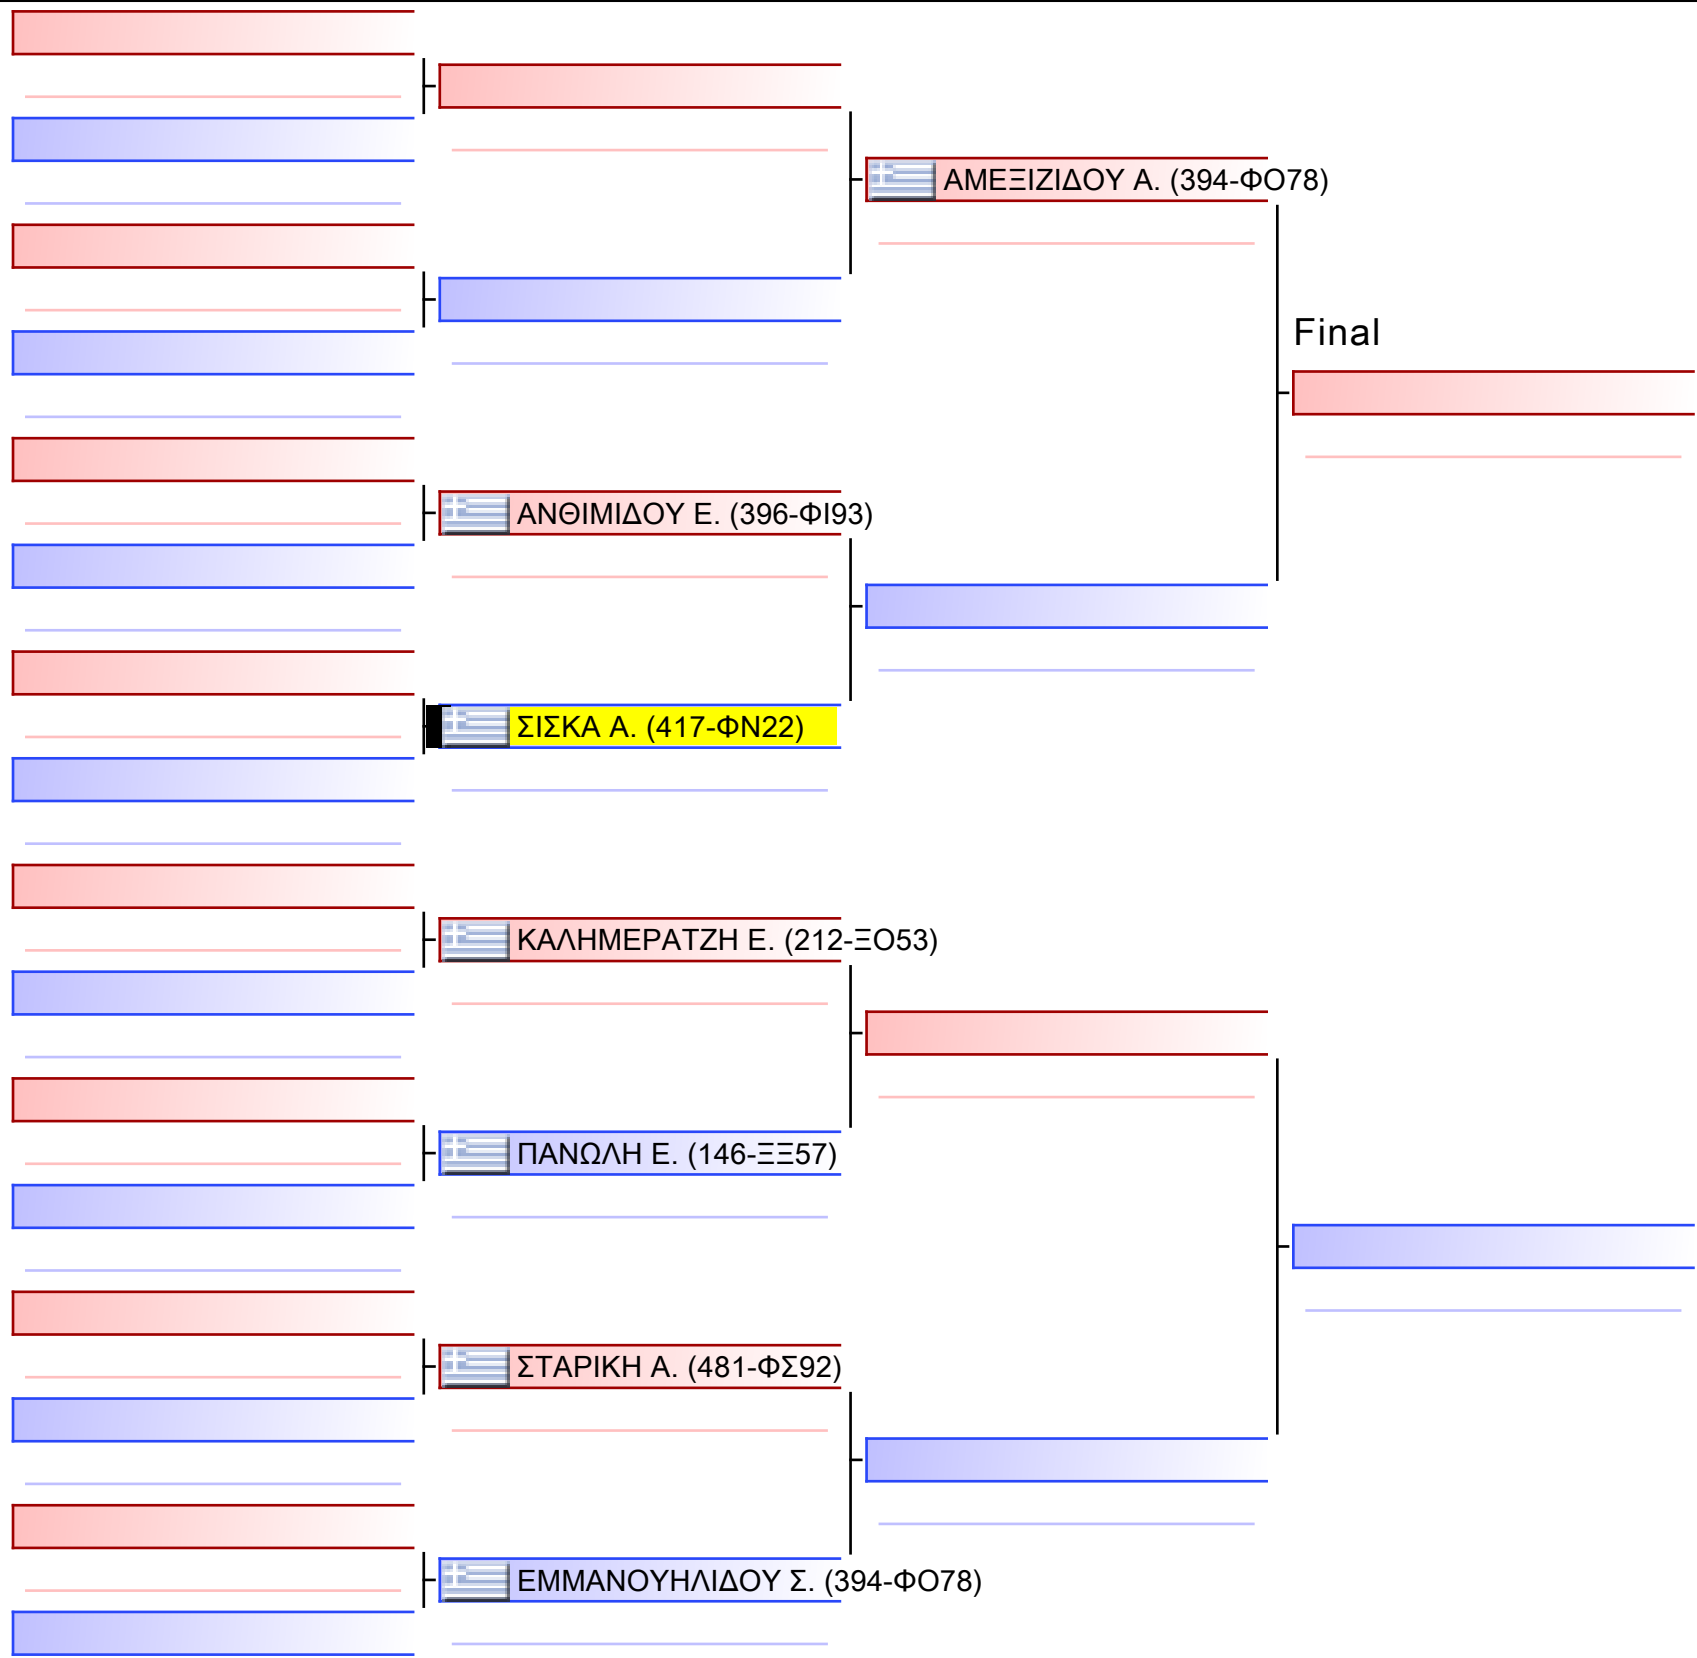 ΑΜΕΞΙΖΙΔΟΥ Α. (394-ΦΟ78)
Final
ΑΝΘΙΜΙΔΟΥ Ε. (396-ΦΙ93)
ΣΙΣΚΑ Α. (417-ΦΝ22)
ΚΑΛΗΜΕΡΑΤΖΗ Ε. (212-ΞΟ53)
ΠΑΝΩΛΗ Ε. (146-ΞΞ57)
ΣΤΑΡΙΚΗ Α. (481-ΦΣ92)
ΕΜΜΑΝΟΥΗΛΙΔΟΥ Σ. (394-ΦΟ78)